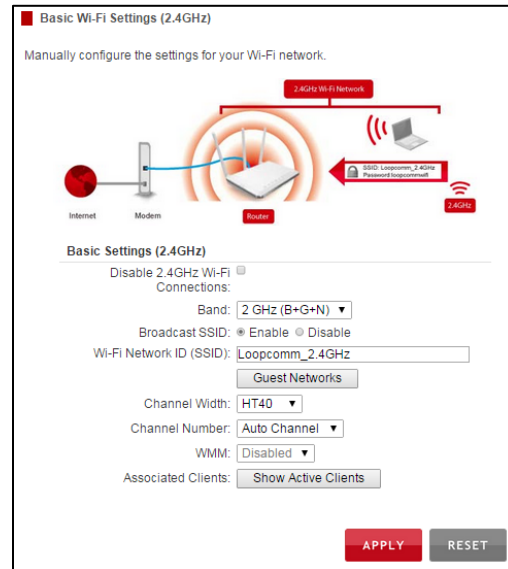 Basic Wi-Fi Settings (2.4GHz)
Manually configure the settings for your Wi-Fi network.
2.4GHz Wi-Fi Network
SSID: Loopcomm_2.4GHz
Password:loopcommwifi
2.4GHz
Internet
Modem
Router
Basic Settings (2.4GHz)
Disable 2.4GHz Wi-Fi
Connections:
Band: 2 GHz (B+G+N)
Broadcast SSID: Enable Disable
Wi-Fi Network ID (SSID): Loopcomm_2.4GHz
Guest Networks
Channel Width: HT40
Channel Number: Auto Channel
WMM: Disabled
Associated Clients: Show Active Clients
APPLY RESET